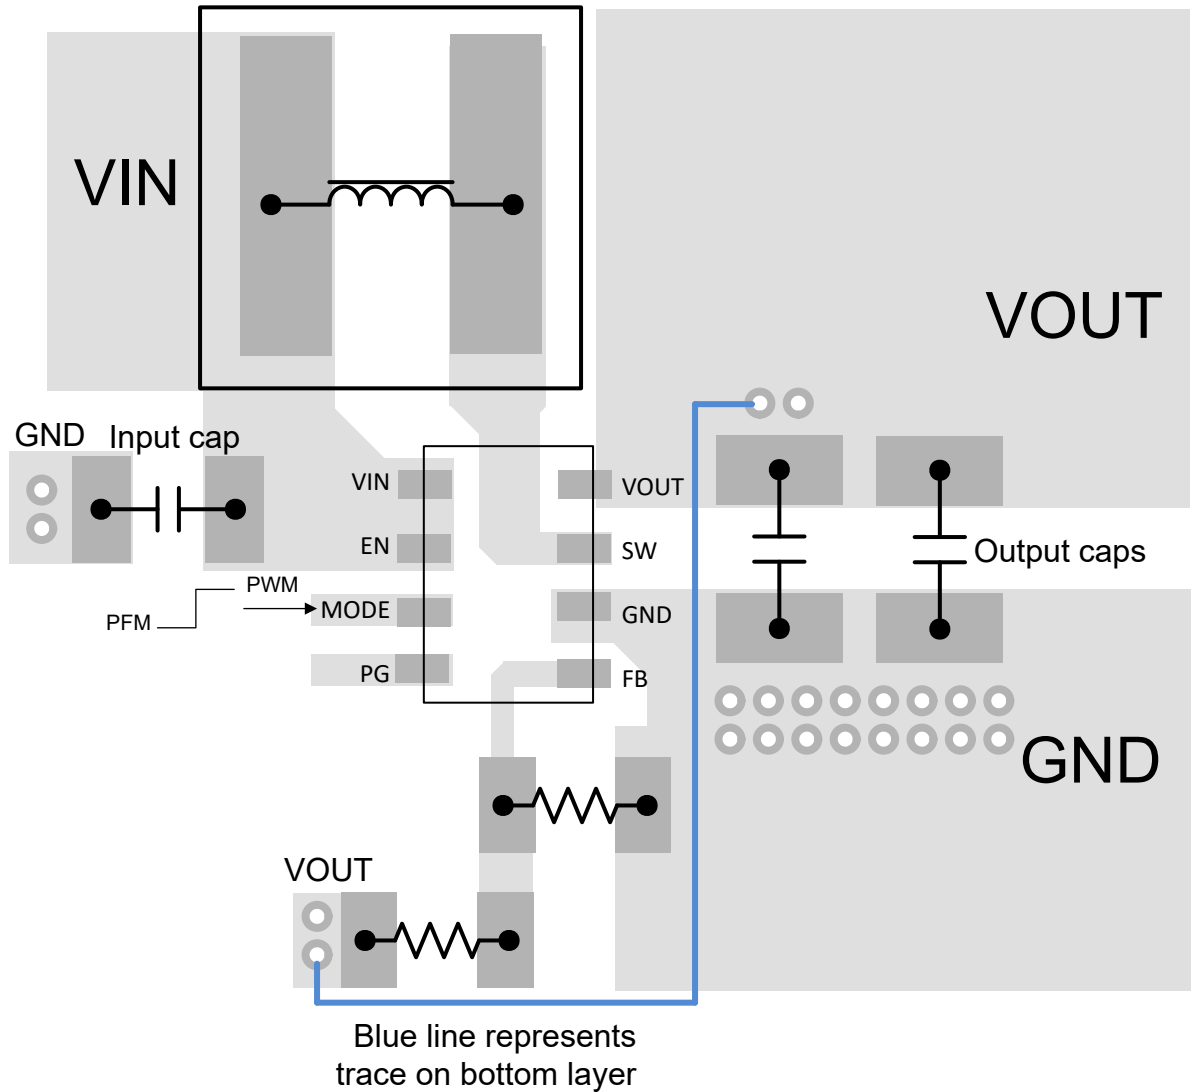 VIN
VOUT
GND
Input cap
VIN
VOUT
EN
SW
Output caps
PWM
PFM
MODE
GND
PG
FB
GND
VOUT
Blue line represents
trace on bottom layer